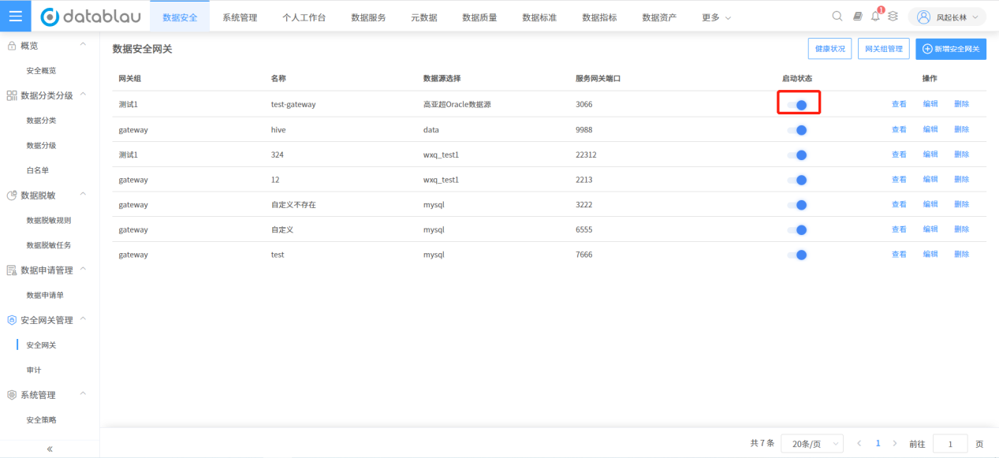 datablau 数据安全 系统管理 个人工作台 数据服务 元数据 数据质量 数据标准 数据指标 数据资产 更多 1 风起长林
概览
安全概览
数据分类分级
数据分类
数据分级
白名单
数据脱敏
数据脱敏规则
数据脱敏任务
数据申请管理
数据申请单
安全网关管理
安全网关
审计
系统管理
安全策略
数据安全网关 健康状况 网关组管理 新增安全网关
网关组 名称 数据源选择 服务网关端口 启动状态 操作
测试1 test-gateway 高亚超Oracle数据源 3066 查看 编辑 删除
gateway hive data 9988 查看 编辑 删除
测试1 324 wxq_test1 22312 查看 编辑 删除
gateway 12 wxq_test1 2213 查看 编辑 删除
gateway 自定义不存在 mysql 3222 查看 编辑 删除
gateway 自定义 mysql 6555 查看 编辑 删除
gateway test mysql 7666 查看 编辑 删除
共 7 条 20条/页 1 前往 1 页